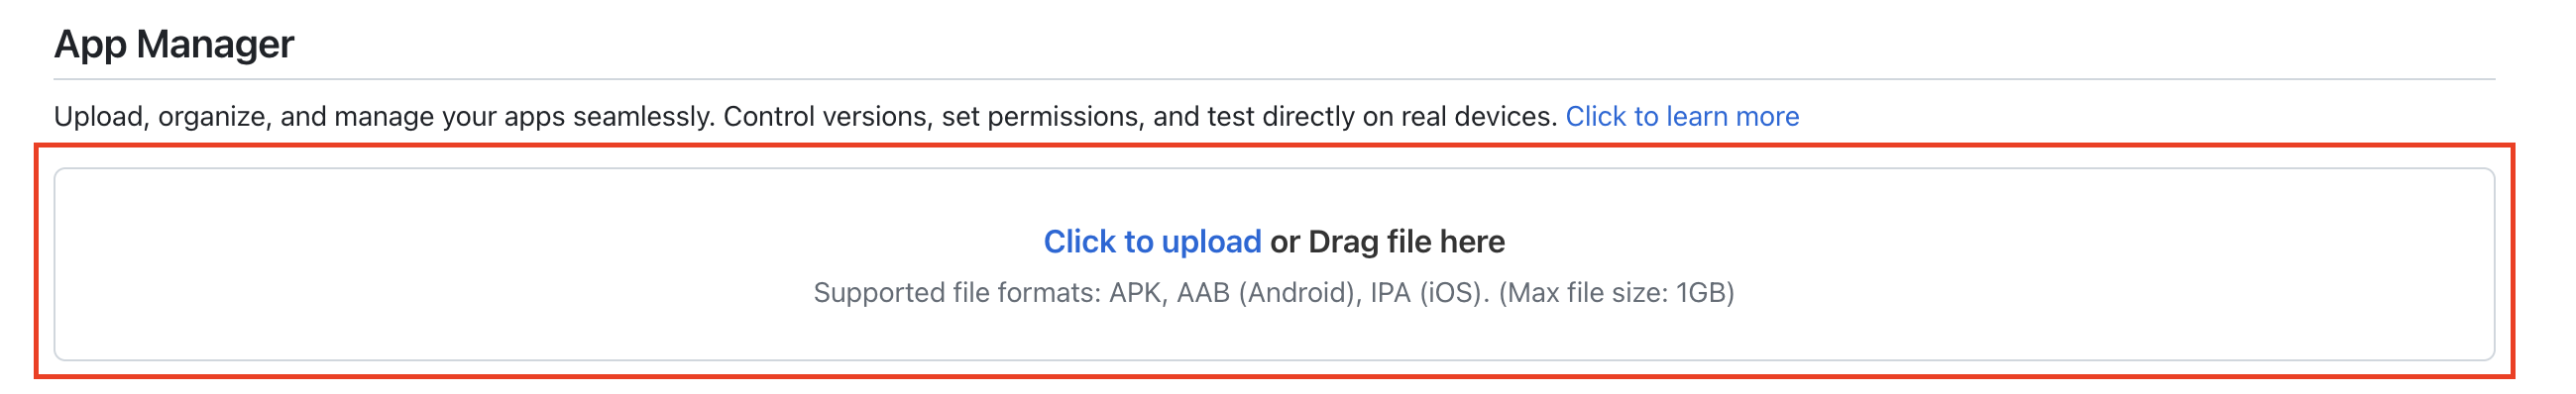 App Manager
Upload, organize, and manage your apps seamlessly. Control versions, set permissions, and test directly on real devices. Click to learn more
Click to upload or Drag file here
Supported file formats: APK, AAB (Android), IPA (iOS). (Max file size: 1GB)